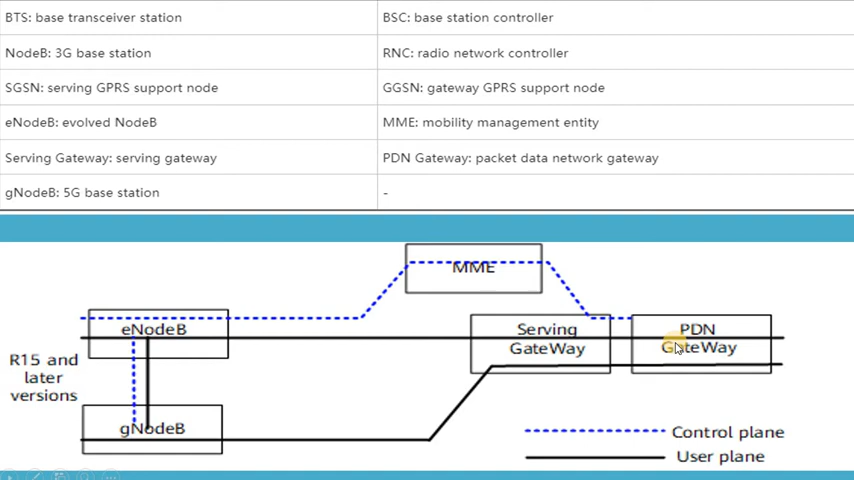 BTS: base transceiver station
BSC: base station controller
NodeB: 3G base station
RNC: radio network controller
SGSN: serving GPRS support node
GGSN: gateway GPRS support node
eNodeB: evolved NodeB
MME: mobility management entity
Serving Gateway: serving gateway
PDN Gateway: packet data network gateway
gNodeB: 5G base station
-
MME
eNodeB
Serving
GateWay
PDN
GateWay
R15 and
later
versions
gNodeB
Control plane
User plane